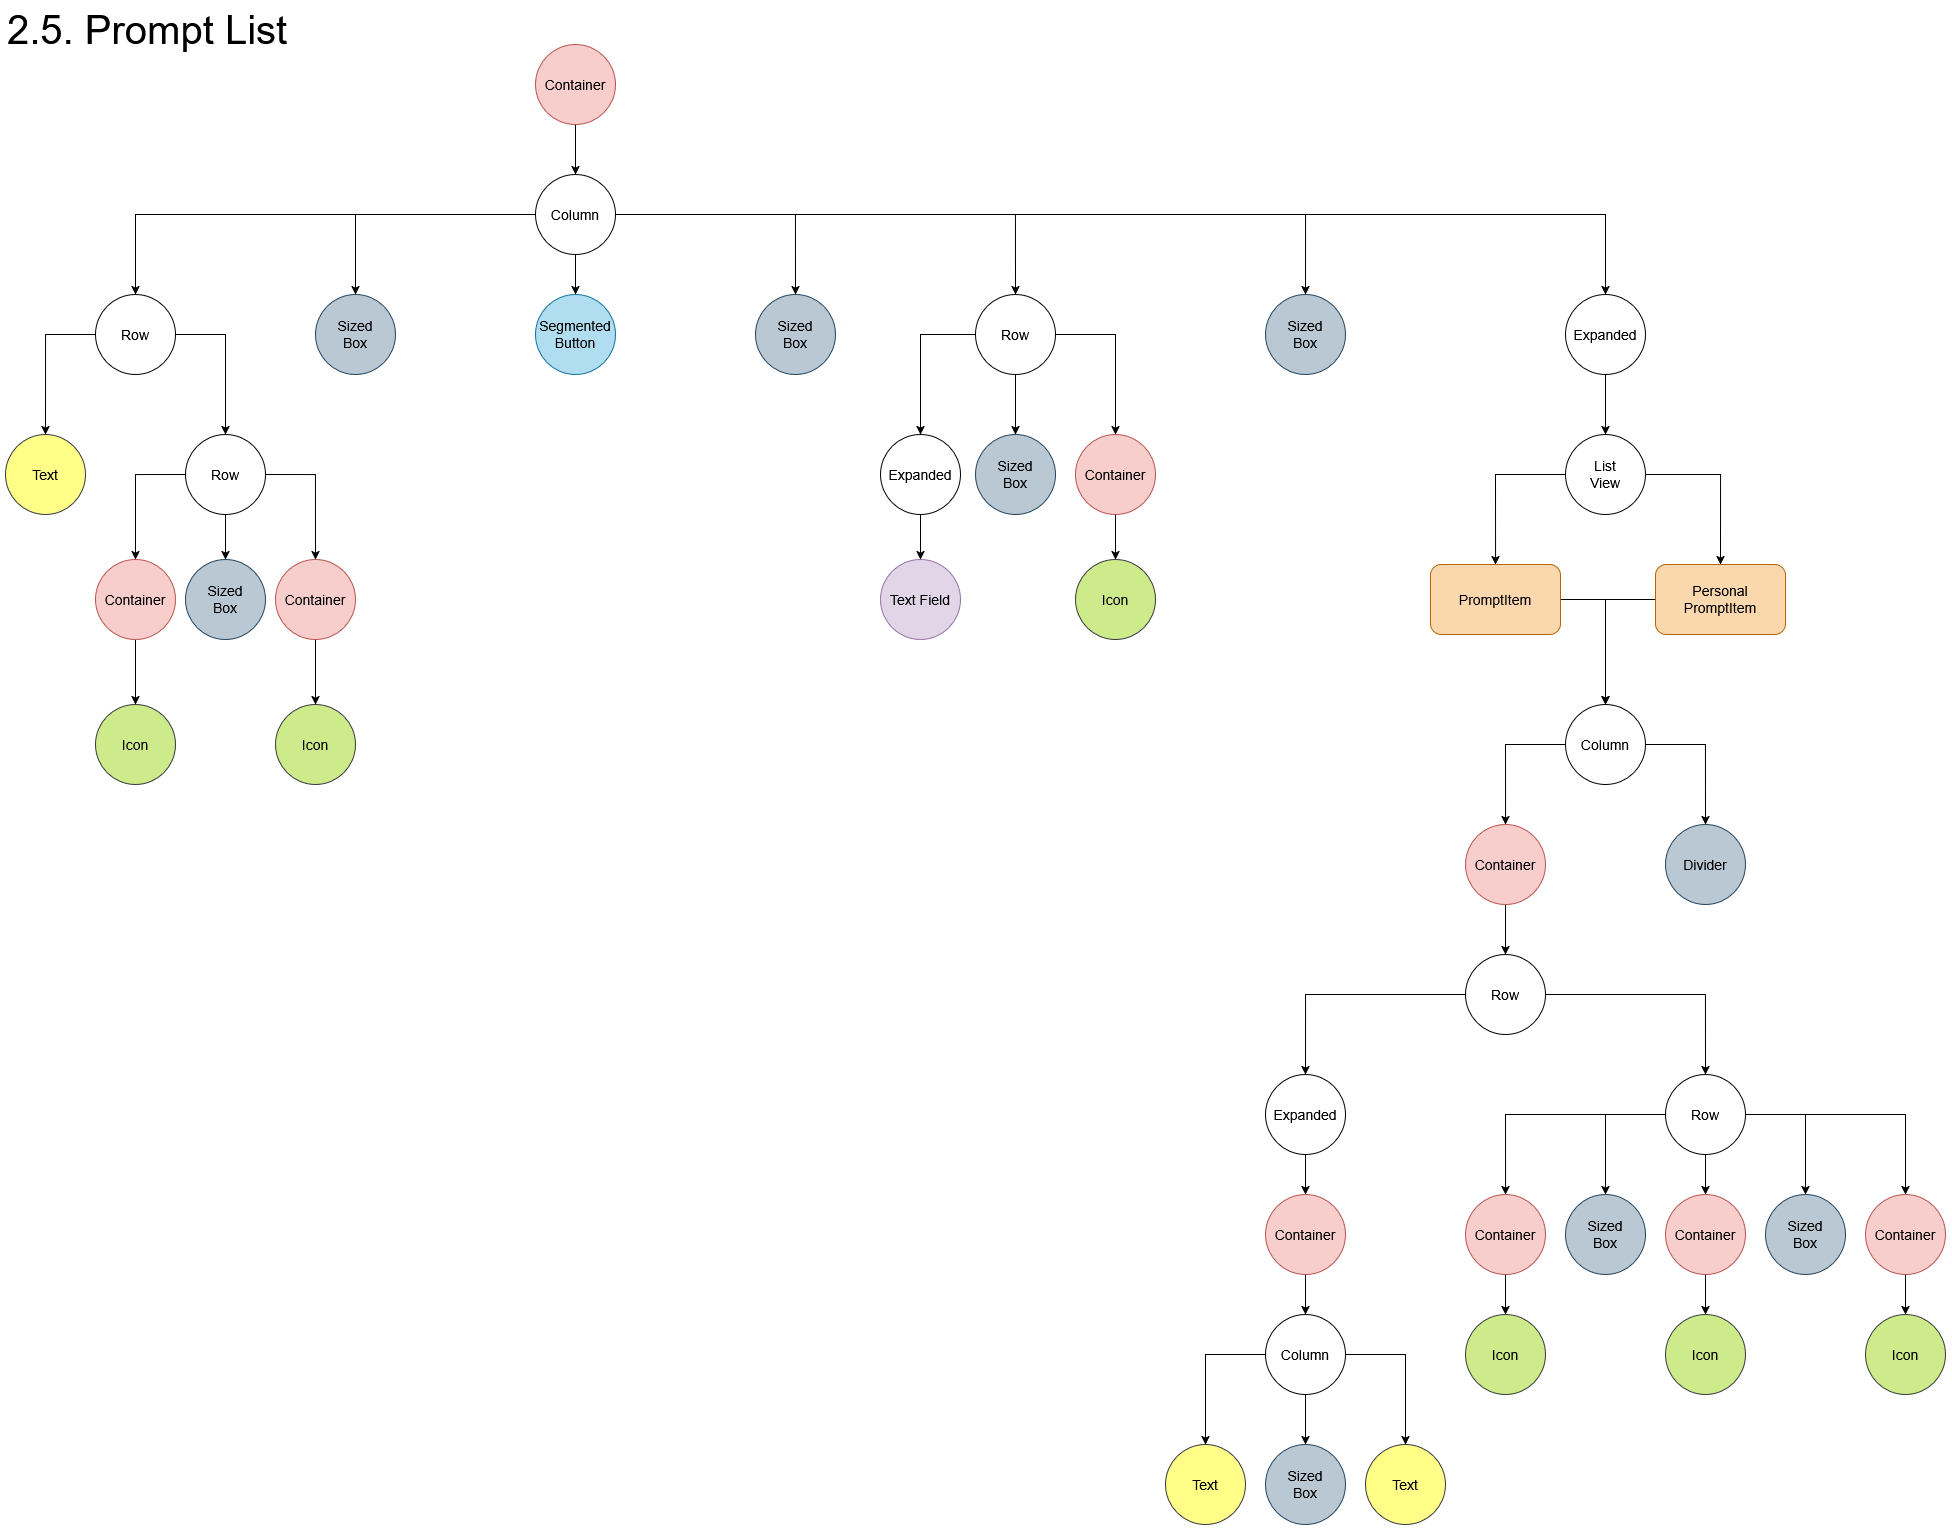 2.5. Prompt List
Container
Column
Row
Sized
Box
Segmented
Button
Sized
Box
Row
Sized
Box
Expanded
Text
Row
Expanded
Sized
Box
Container
List
View
Container
Sized
Box
Container
Text Field
Icon
PromptItem
Personal
PromptItem
Icon
Icon
Column
Container
Divider
Row
Expanded
Row
Container
Container
Sized
Box
Container
Sized
Box
Container
Column
Icon
Icon
Icon
Text
Sized
Box
Text